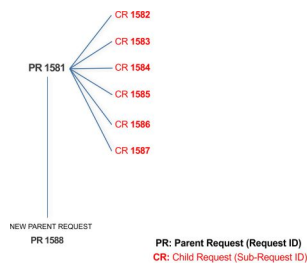 CR 1582
CR 1583
PR 1581
CR 1584
CR 1585
CR 1586
CR 1587
NEW PARENT REQUEST
PR 1588
PR: Parent Request (Request ID)
CR: Child Request (Sub-Request ID)